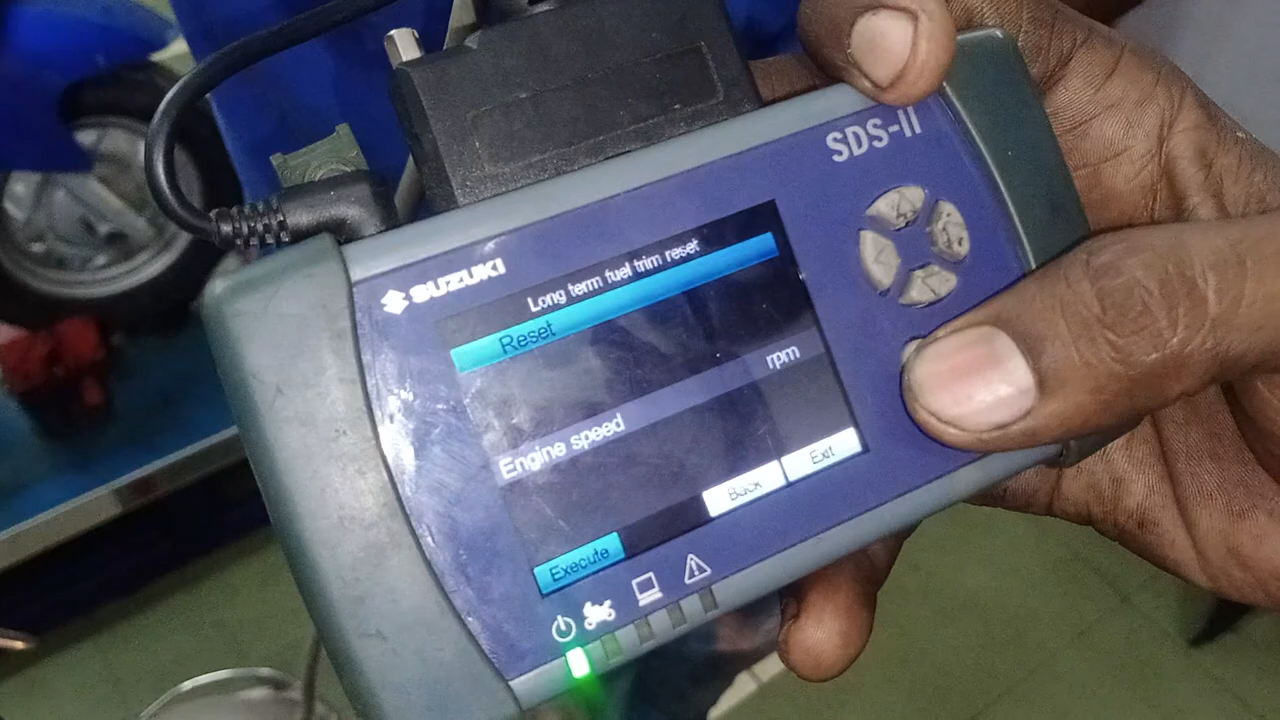 SDS-II
SUZUKI
Long term fuel trim reset
Reset
rpm
Engine speed
Back
Exit
Execute